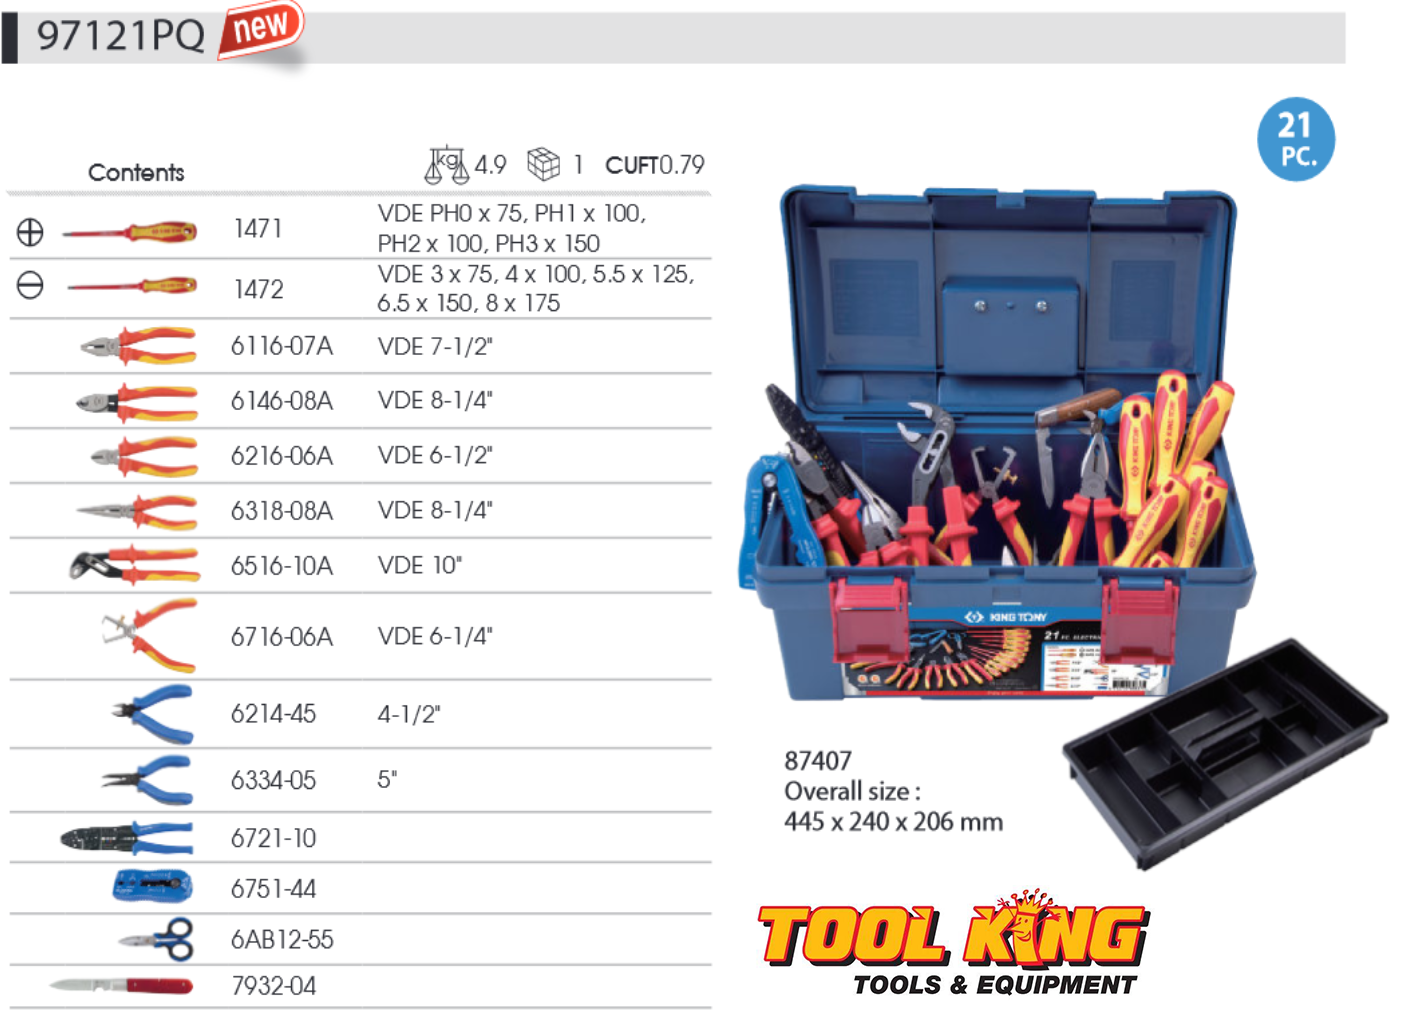 97121PQ new
21
PC.
Contents
kg 4.9 1 CUFT0.79
1471 VDE PH0 x 75, PH1 x 100,
PH2 x 100, PH3 x 150
1472 VDE 3 x 75, 4 x 100, 5.5 x 125,
6.5 x 150, 8 x 175
6116-07A VDE 7-1/2"
6146-08A VDE 8-1/4"
6216-06A VDE 6-1/2"
6318-08A VDE 8-1/4"
6516-10A VDE 10"
6716-06A VDE 6-1/4"
6214-45 4-1/2"
6334-05 5"
6721-10
6751-44
6AB12-55
7932-04
KING TONY
21 PC.
87407
Overall size :
445 x 240 x 206 mm
TOOL KING
TOOLS & EQUIPMENT